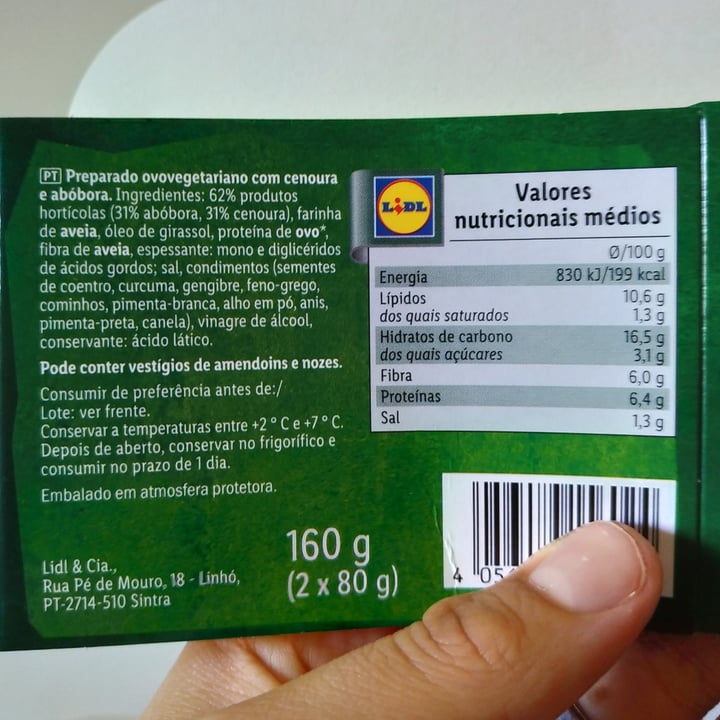 PT Preparado ovovegetariano com cenoura
e abóbora. Ingredientes: 62% produtos
hortícolas (31% abóbora, 31% cenoura), farinha
de aveia, óleo de girassol, proteína de ovo*,
fibra de aveia, espessante: mono e diglicéridos
de ácidos gordos; sal, condimentos (sementes
de coentro, curcuma, gengibre, feno-grego,
cominhos, pimenta-branca, alho em pó, anis,
pimenta-preta, canela), vinagre de álcool,
conservante: ácido lático.
Pode conter vestígios de amendoins e nozes.
Consumir de preferência antes de:/
Lote: ver frente.
Conservar a temperaturas entre +2 °C e +7 °C.
Depois de aberto, conservar no frigorífico e
consumir no prazo de 1 dia.
Embalado em atmosfera protetora.
Lidl & Cia.,
Rua Pé de Mouro, 18 - Linhó,
PT-2714-510 Sintra
160 g
(2 x 80 g)
LIDL
Valores
nutricionais médios
Ø/100 g
Energia 830 kJ/199 kcal
Lípidos 10,6 g
dos quais saturados 1,3 g
Hidratos de carbono 16,5 g
dos quais açúcares 3,1 g
Fibra 6,0 g
Proteínas 6,4 g
Sal 1,3 g
4